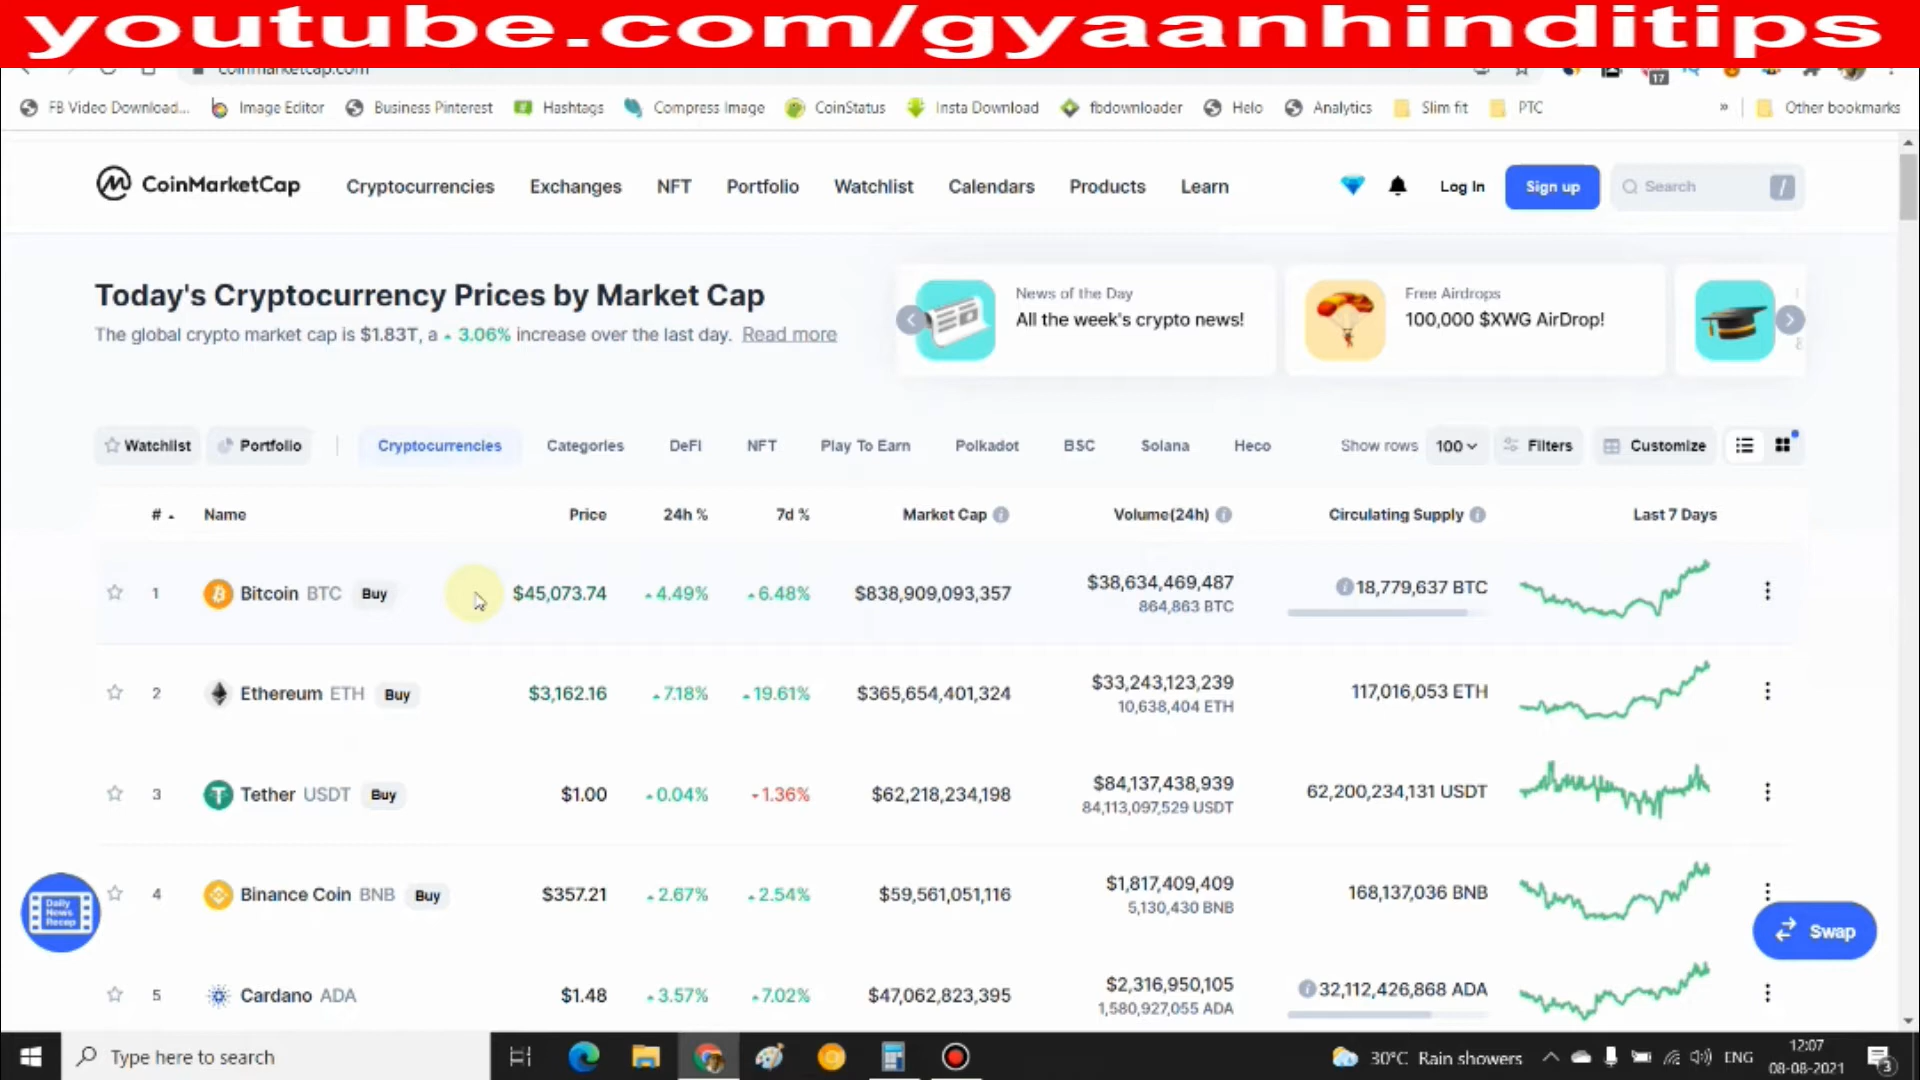 youtube.com/gyaanhinditips
coinmarketcap.com
17
FB Video Download... Image Editor Business Pinterest Hashtags Compress Image CoinStatus Insta Download fbdownloader Helo Analytics Slim fit PTC » Other bookmarks
CoinMarketCap Cryptocurrencies Exchanges NFT Portfolio Watchlist Calendars Products Learn Log In Sign up Search /
Today's Cryptocurrency Prices by Market Cap
The global crypto market cap is $1.83T, a 3.06% increase over the last day. Read more
News of the Day
All the week's crypto news!
Free Airdrops
100,000 $XWG AirDrop!
Watchlist Portfolio Cryptocurrencies Categories DeFi NFT Play To Earn Polkadot BSC Solana Heco Show rows 100 Filters Customize
# Name Price 24h % 7d % Market Cap Volume(24h) Circulating Supply Last 7 Days
1 Bitcoin BTC Buy $45,073.74 4.49% 6.48% $838,909,093,357 $38,634,469,487 18,779,637 BTC
864,863 BTC
2 Ethereum ETH Buy $3,162.16 7.18% 19.61% $365,654,401,324 $33,243,123,239 117,016,053 ETH
10,638,404 ETH
3 Tether USDT Buy $1.00 0.04% 1.36% $62,218,234,198 $84,137,438,939 62,200,234,131 USDT
84,113,097,529 USDT
4 Binance Coin BNB Buy $357.21 2.67% 2.54% $59,561,051,116 $1,817,409,409 168,137,036 BNB
5,130,430 BNB
Daily
News
Recap
Swap
5 Cardano ADA $1.48 3.57% 7.02% $47,062,823,395 $2,316,950,105 32,112,426,868 ADA
1,580,927,055 ADA
Type here to search 30°C Rain showers ENG 12:07
08-08-2021
3